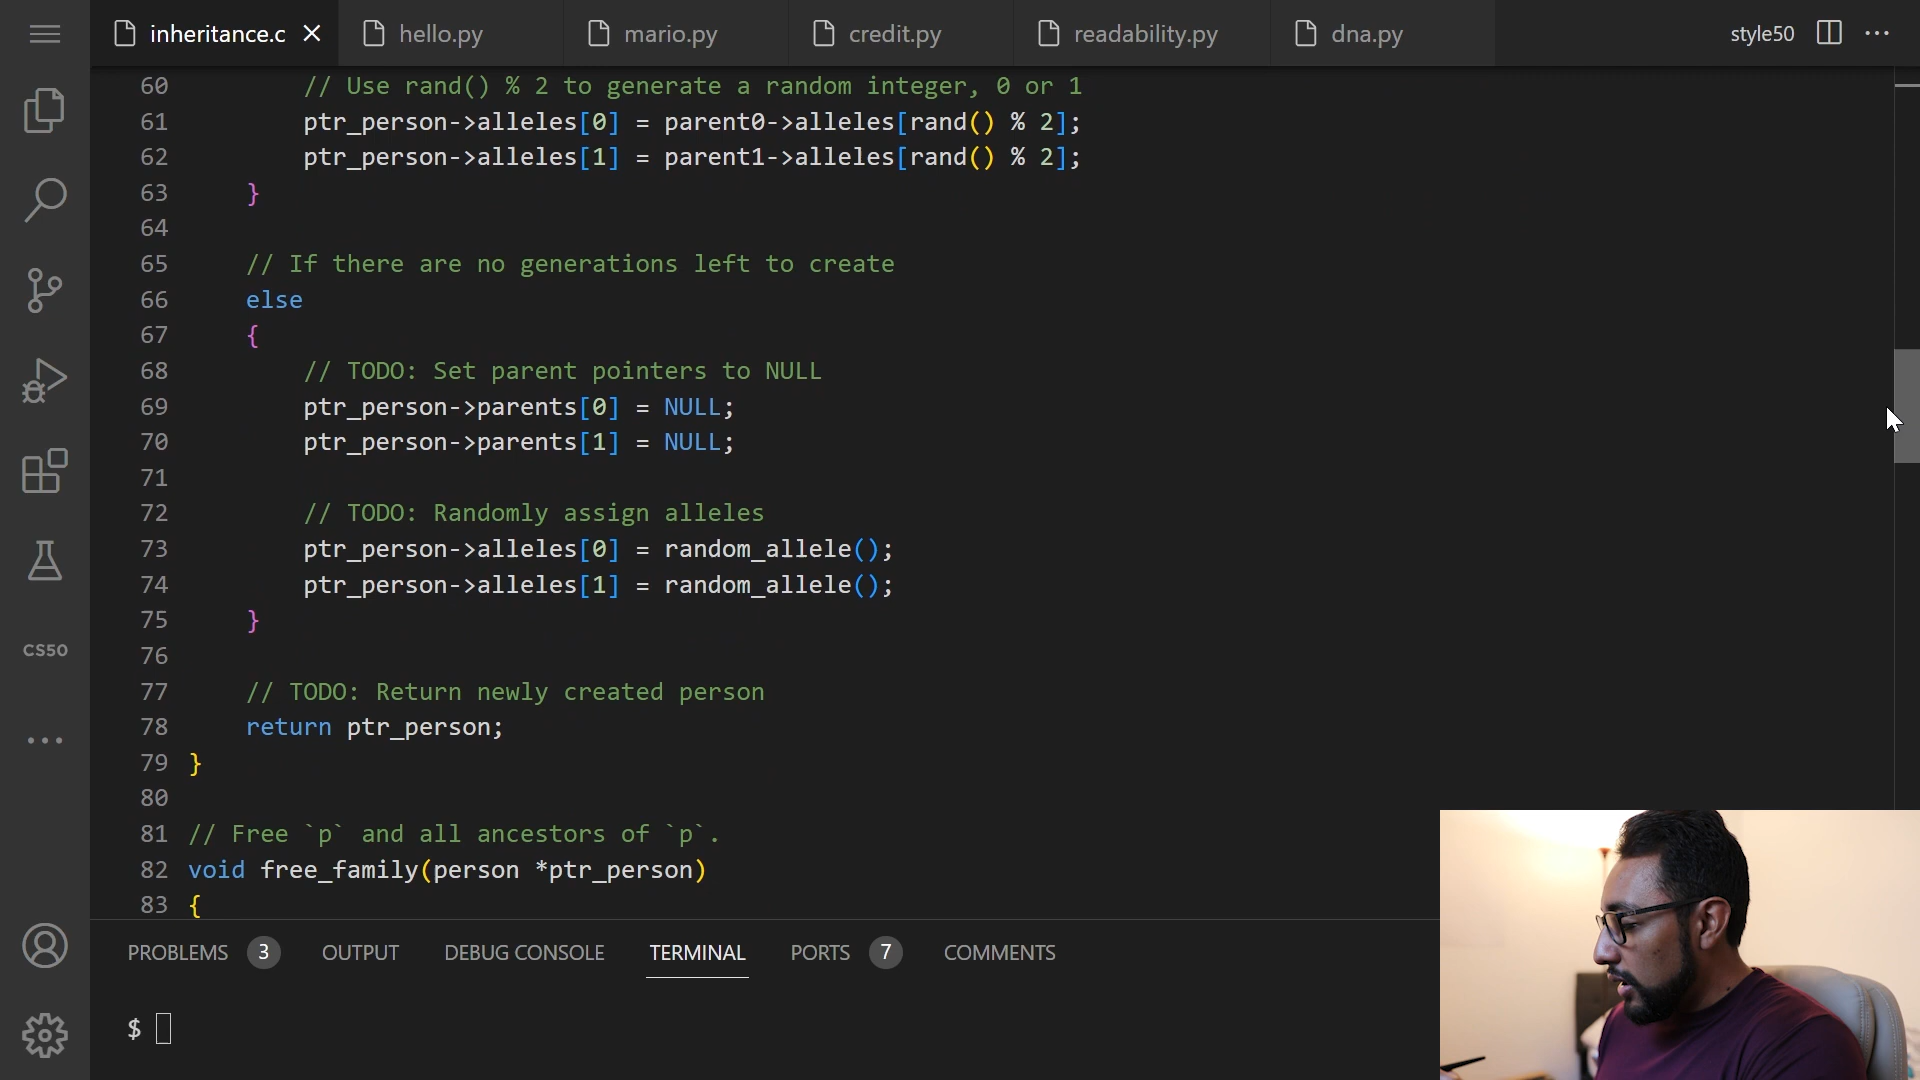 inheritance.c
hello.py
mario.py
credit.py
readability.py
dna.py
style50
60 // Use rand() % 2 to generate a random integer, 0 or 1
61 ptr_person->alleles[0] = parent0->alleles[rand() % 2];
62 ptr_person->alleles[1] = parent1->alleles[rand() % 2];
63 }
64
65 // If there are no generations left to create
66 else
67 {
68 // TODO: Set parent pointers to NULL
69 ptr_person->parents[0] = NULL;
70 ptr_person->parents[1] = NULL;
71
72 // TODO: Randomly assign alleles
73 ptr_person->alleles[0] = random_allele();
74 ptr_person->alleles[1] = random_allele();
75 }
76
77 // TODO: Return newly created person
78 return ptr_person;
79 }
80
81 // Free `p` and all ancestors of `p`.
82 void free_family(person *ptr_person)
83 {
CS50
PROBLEMS 3 OUTPUT DEBUG CONSOLE TERMINAL PORTS 7 COMMENTS
$